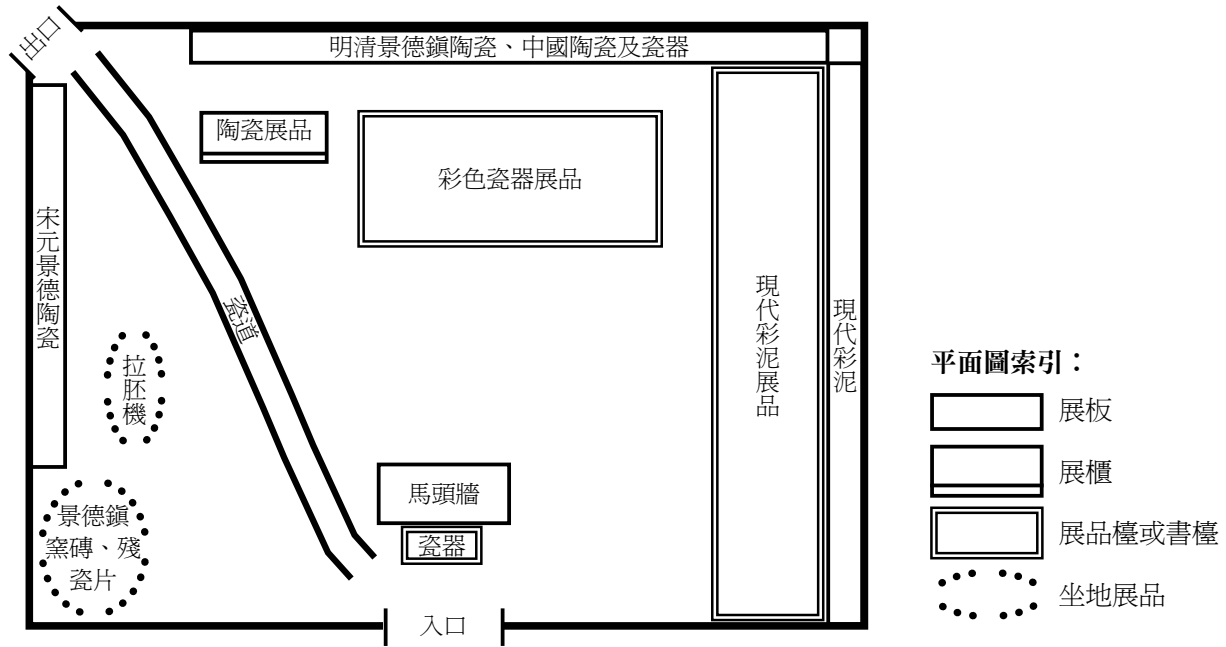 出口
明清景德鎮陶瓷、中國陶瓷及瓷器
陶瓷展品
彩色瓷器展品
宋元景德陶瓷
瓷道
現代彩泥展品
現代彩泥
拉胚機
馬頭牆
瓷器
景德鎮
窯磚、殘
瓷片
入口
平面圖索引：
展板
展櫃
展品檯或書檯
坐地展品